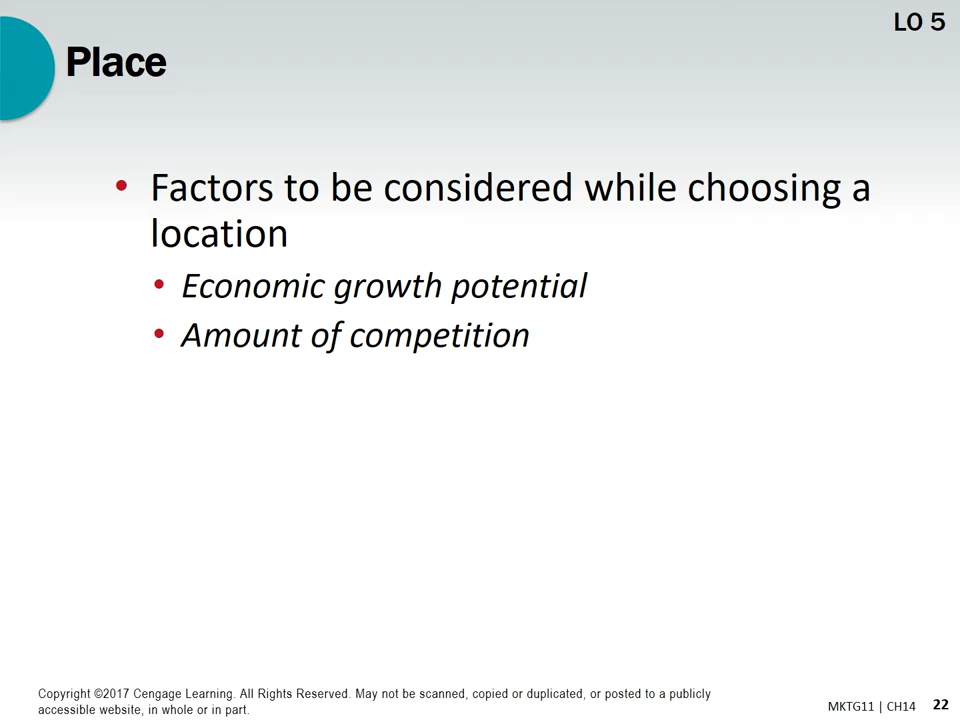 LO 5
Place
• Factors to be considered while choosing a
location
• Economic growth potential
• Amount of competition
Copyright ©2017 Cengage Learning. All Rights Reserved. May not be scanned, copied or duplicated, or posted to a publicly
accessible website, in whole or in part.
MKTG11 | CH14 22